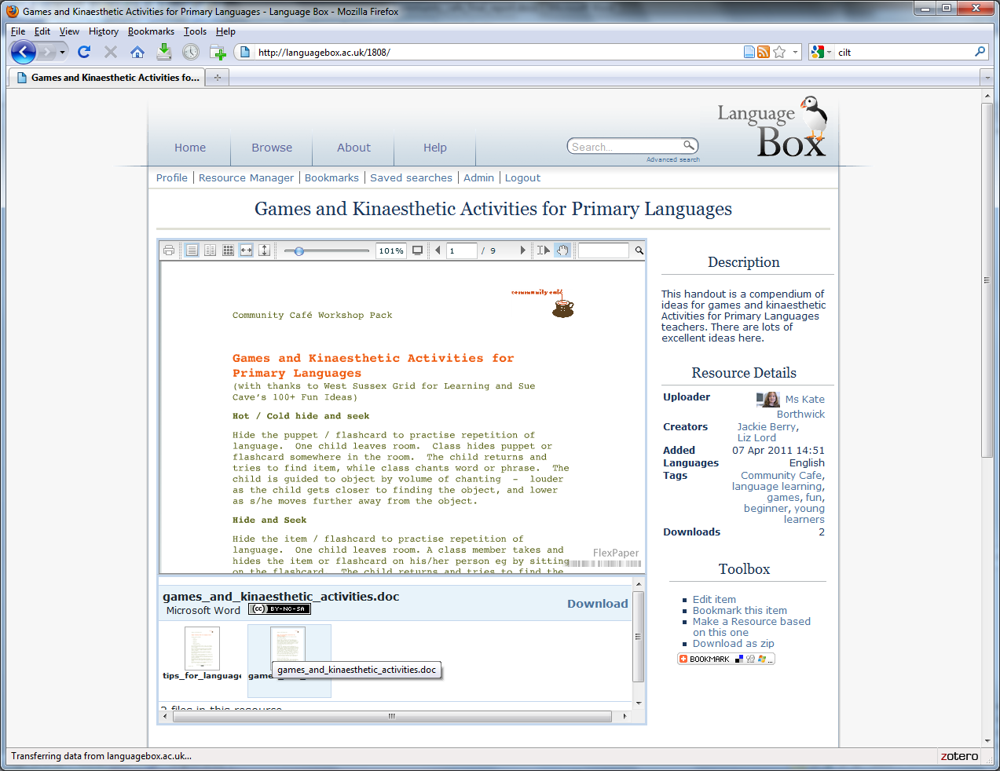 Games and Kinaesthetic Activities for Primary Languages - Language Box - Mozilla Firefox
File Edit View History Bookmarks Tools Help
http://languagebox.ac.uk/1808/
cilt
Games and Kinaesthetic Activities fo...
Language
Box
Home Browse About Help
Search...
Advanced search
Profile Resource Manager Bookmarks Saved searches Admin Logout
Games and Kinaesthetic Activities for Primary Languages
101% 1 / 9
community café
Community Café Workshop Pack
Games and Kinaesthetic Activities for
Primary Languages
(with thanks to West Sussex Grid for Learning and Sue
Cave's 100+ Fun Ideas)
Hot / Cold hide and seek
Hide the puppet / flashcard to practise repetition of
language. One child leaves room. Class hides puppet or
flashcard somewhere in the room. The child returns and
tries to find item, while class chants word or phrase. The
child is guided to object by volume of chanting - louder
as the child gets closer to finding the object, and lower
as s/he moves further away from the object.
Hide and Seek
Hide the item / flashcard to practise repetition of
language. One child leaves room. A class member takes and
hides the item or flashcard on his/her person eg by sitting
on the flashcard. The child returns and tries to find the
FlexPaper
games_and_kinaesthetic_activities.doc
Microsoft Word (cc) BY-NC-SA
Download
tips_for_language
games_and_kinaesthetic_activities.doc
2 files in this resource
Description
This handout is a compendium of
ideas for games and kinaesthetic
Activities for Primary Languages
teachers. There are lots of
excellent ideas here.
Resource Details
Uploader Ms Kate
Borthwick
Creators Jackie Berry,
Liz Lord
Added 07 Apr 2011 14:51
Languages English
Tags Community Cafe,
language learning,
games, fun,
beginner, young
learners
Downloads 2
Toolbox
Edit item
Bookmark this item
Make a Resource based
on this one
Download as zip
BOOKMARK
Transferring data from languagebox.ac.uk...
zotero